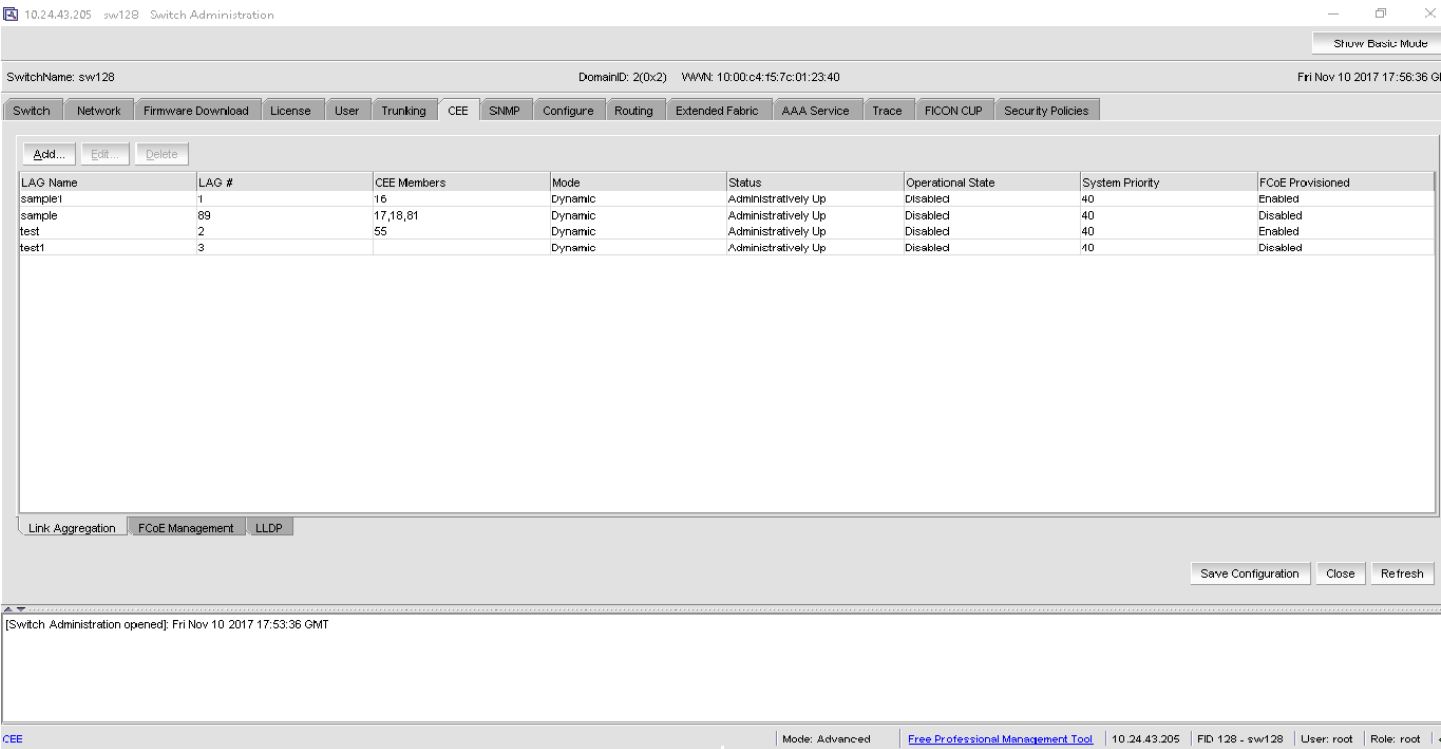 10.24.43.205 sw128 Switch Administration
Show Basic Mode
SwitchName: sw128 DomainID: 2(0x2) WWN: 10:00:c4:f5:7c:01:23:40 Fri Nov 10 2017 17:56:36
Switch Network Firmware Download License User Trunking CEE SNMP Configure Routing Extended Fabric AAA Service Trace FICON CUP Security Policies
Add... Edit... Delete
LAG Name LAG # CEE Members Mode Status Operational State System Priority FCoE Provisioned
sample1 1 16 Dynamic Administratively Up Disabled 40 Enabled
sample 89 17,18,81 Dynamic Administratively Up Disabled 40 Disabled
test 2 55 Dynamic Administratively Up Disabled 40 Enabled
test1 3 Dynamic Administratively Up Disabled 40 Disabled
Link Aggregation FCoE Management LLDP
Save Configuration Close Refresh
[Switch Administration opened]: Fri Nov 10 2017 17:53:36 GMT
CEE Mode: Advanced Free Professional Management Tool 10.24.43.205 FID 128 - sw128 User: root Role: root